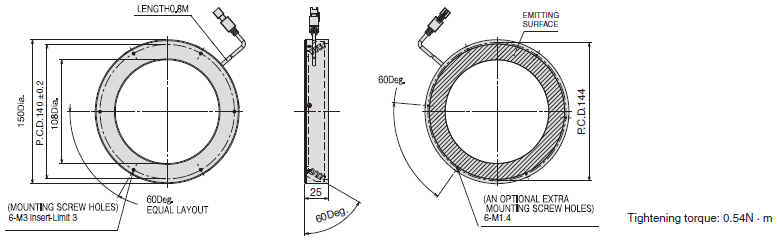 LENGTH0.8M
150Dia.
P.C.D.140±0.2
108Dia.
60Deg.
EQUAL LAYOUT
(MOUNTING SCREW HOLES)
6-M3 Insert-Limit 3
25
60Deg.
EMITTING
SURFACE
60Deg.
P.C.D.144
(AN OPTIONAL EXTRA
MOUNTING SCREW HOLES)
6-M1.4
Tightening torque: 0.54N · m